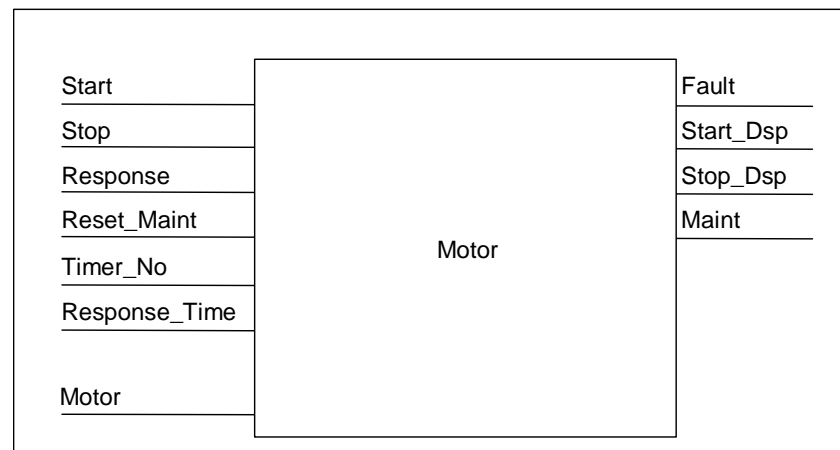 Start
Stop
Response
Reset_Maint
Timer_No
Response_Time
Motor
Motor
Fault
Start_Dsp
Stop_Dsp
Maint